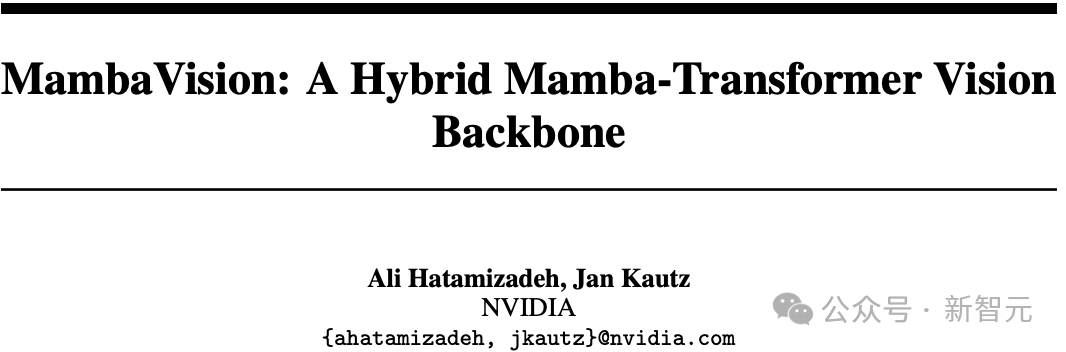 MambaVision: A Hybrid Mamba-Transformer Vision
Backbone
Ali Hatamizadeh, Jan Kautz
NVIDIA
{ahatamizadeh, jkautz}@nvidia.com
公众号 · 新智元